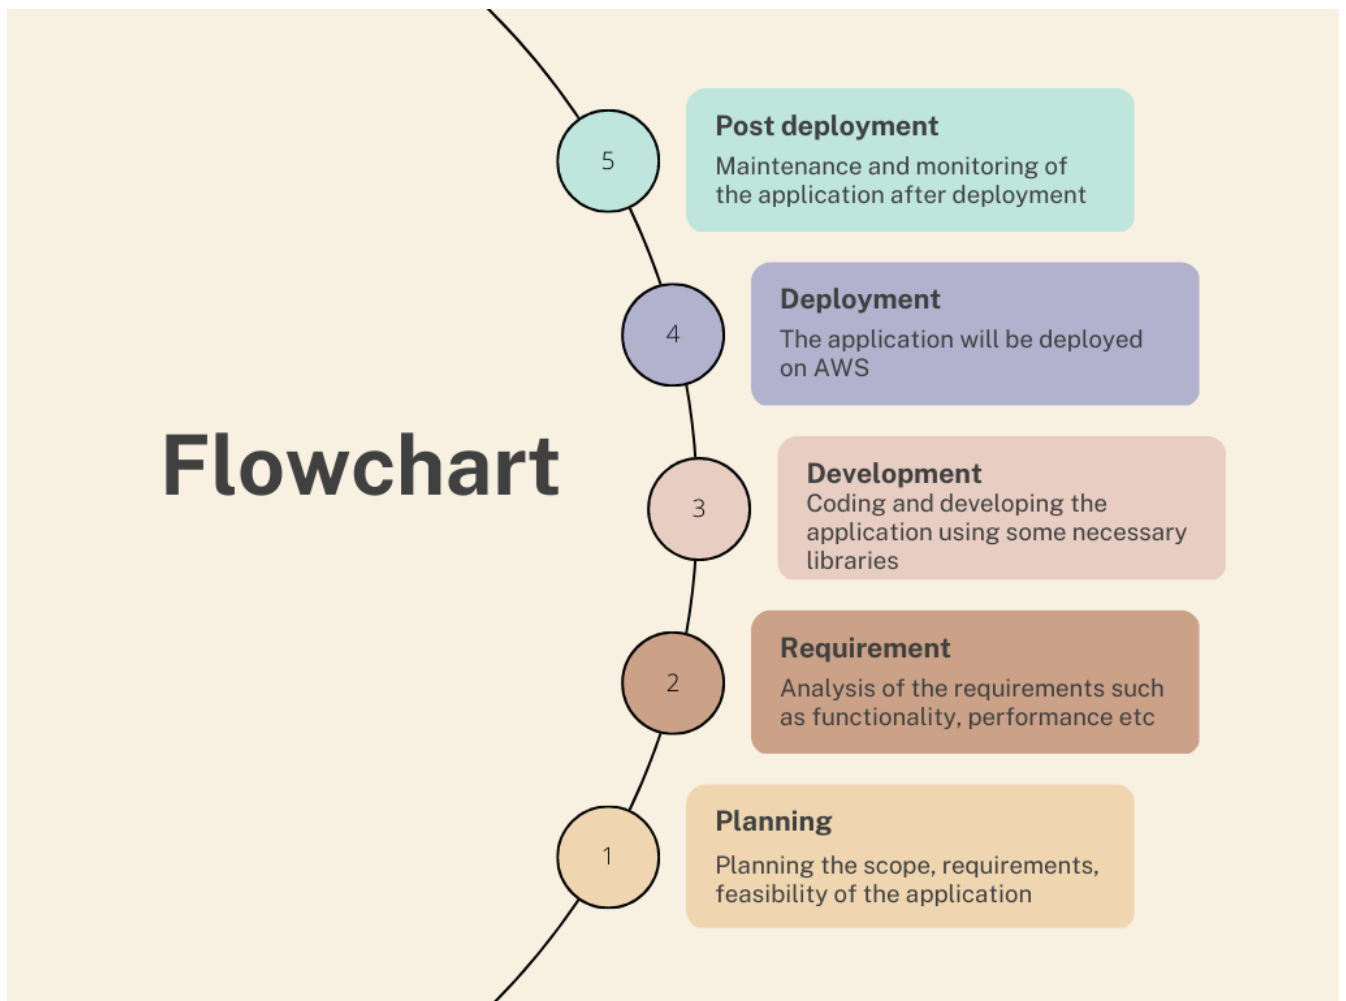 5
Post deployment
Maintenance and monitoring of
the application after deployment
4
Deployment
The application will be deployed
on AWS
Flowchart
3
Development
Coding and developing the
application using some necessary
libraries
2
Requirement
Analysis of the requirements such
as functionality, performance etc
1
Planning
Planning the scope, requirements,
feasibility of the application